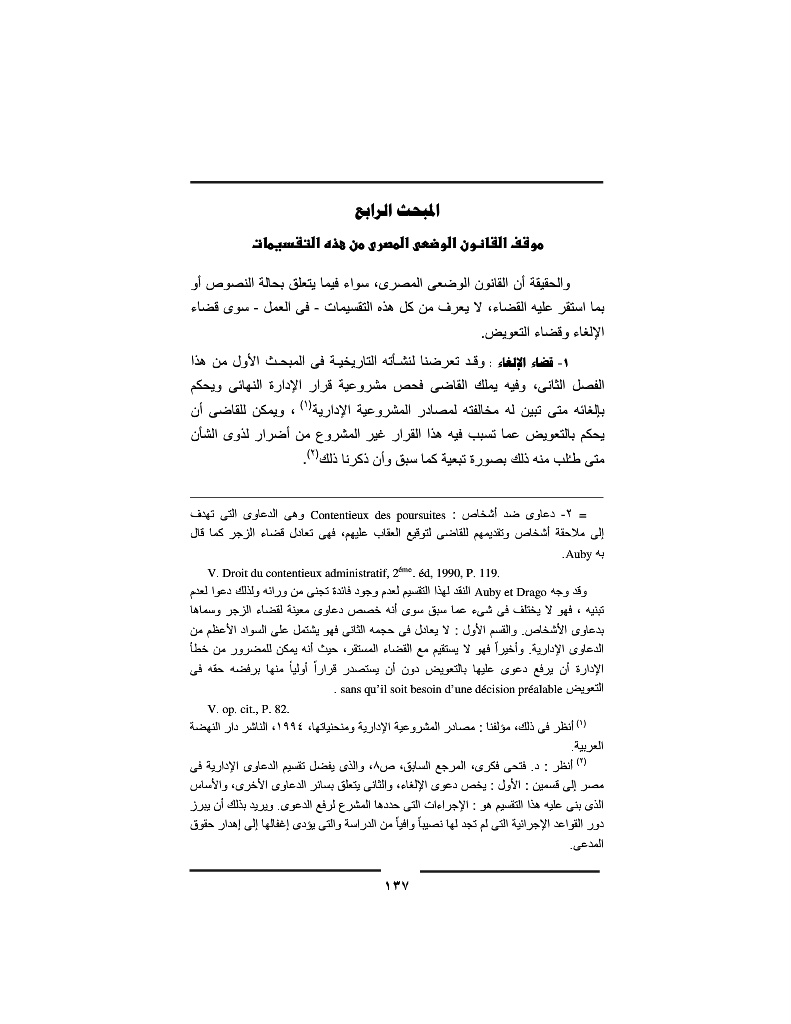 المبحث الرابع
موقف القانون الوضعى المصرى من هذه التقسيمات
والحقيقة أن القانون الوضعى المصرى، سواء فيما يتعلق بحالة النصوص أو
بما استقر عليه القضاء، لا يعرف من كل هذه التقسيمات - فى العمل - سوى قضاء
الإلغاء وقضاء التعويض.
١- قضاء الإلغاء : وقد تعرضنا لنشأته التاريخية فى المبحث الأول من هذا
الفصل الثانى، وفيه يملك القاضى فحص مشروعية قرار الإدارة النهائى ويحكم
بإلغائه متى تبين له مخالفته لمصادر المشروعية الإدارية(١) ، ويمكن للقاضى أن
يحكم بالتعويض عما تسبب فيه هذا القرار غير المشروع من أضرار لذوى الشأن
متى طلب منه ذلك بصورة تبعية كما سبق وأن ذكرنا ذلك(٢).
= ٢- دعاوى ضد أشخاص : Contentieux des poursuites وهى الدعاوى التى تهدف
إلى ملاحقة أشخاص وتقديمهم للقاضى لتوقيع العقاب عليهم، فهى تعادل قضاء الزجر كما قال
به Auby.
V. Droit du contentieux administratif, 2éme. éd, 1990, P. 119.
وقد وجه Auby et Drago النقد لهذا التقسيم لعدم وجود فائدة تجنى من ورائه ولذلك دعوا لعدم
تبنيه ، فهو لا يختلف فى شىء عما سبق سوى أنه خصص دعاوى معينة لقضاء الزجر وسماها
بدعاوى الأشخاص. والقسم الأول : لا يعادل فى حجمه الثانى فهو يشتمل على السواد الأعظم من
الدعاوى الإدارية. وأخيراً فهو لا يستقيم مع القضاء المستقر، حيث أنه يمكن للمضرور من خطأ
الإدارة أن يرفع دعوى عليها بالتعويض دون أن يستصدر قراراً أولياً منها برفضه حقه فى
التعويض sans qu'il soit besoin d'une décision préalable .
V. op. cit., P. 82.
(١) أنظر فى ذلك، مؤلفنا : مصادر المشروعية الإدارية ومنحنياتها، ١٩٩٤، الناشر دار النهضة
العربية.
(٢) أنظر : د. فتحى فكرى، المرجع السابق، ص٨، والذى يفضل تقسيم الدعاوى الإدارية فى
مصر إلى قسمين : الأول : يخص دعوى الإلغاء، والثانى يتعلق بسائر الدعاوى الأخرى، والأساس
الذى بنى عليه هذا التقسيم هو : الإجراءات التى حددها المشرع لرفع الدعوى. ويريد بذلك أن يبرز
دور القواعد الإجرائية التى لم تجد لها نصيباً وافياً من الدراسة والتى يؤدى إغفالها إلى إهدار حقوق
المدعى.
١٣٧